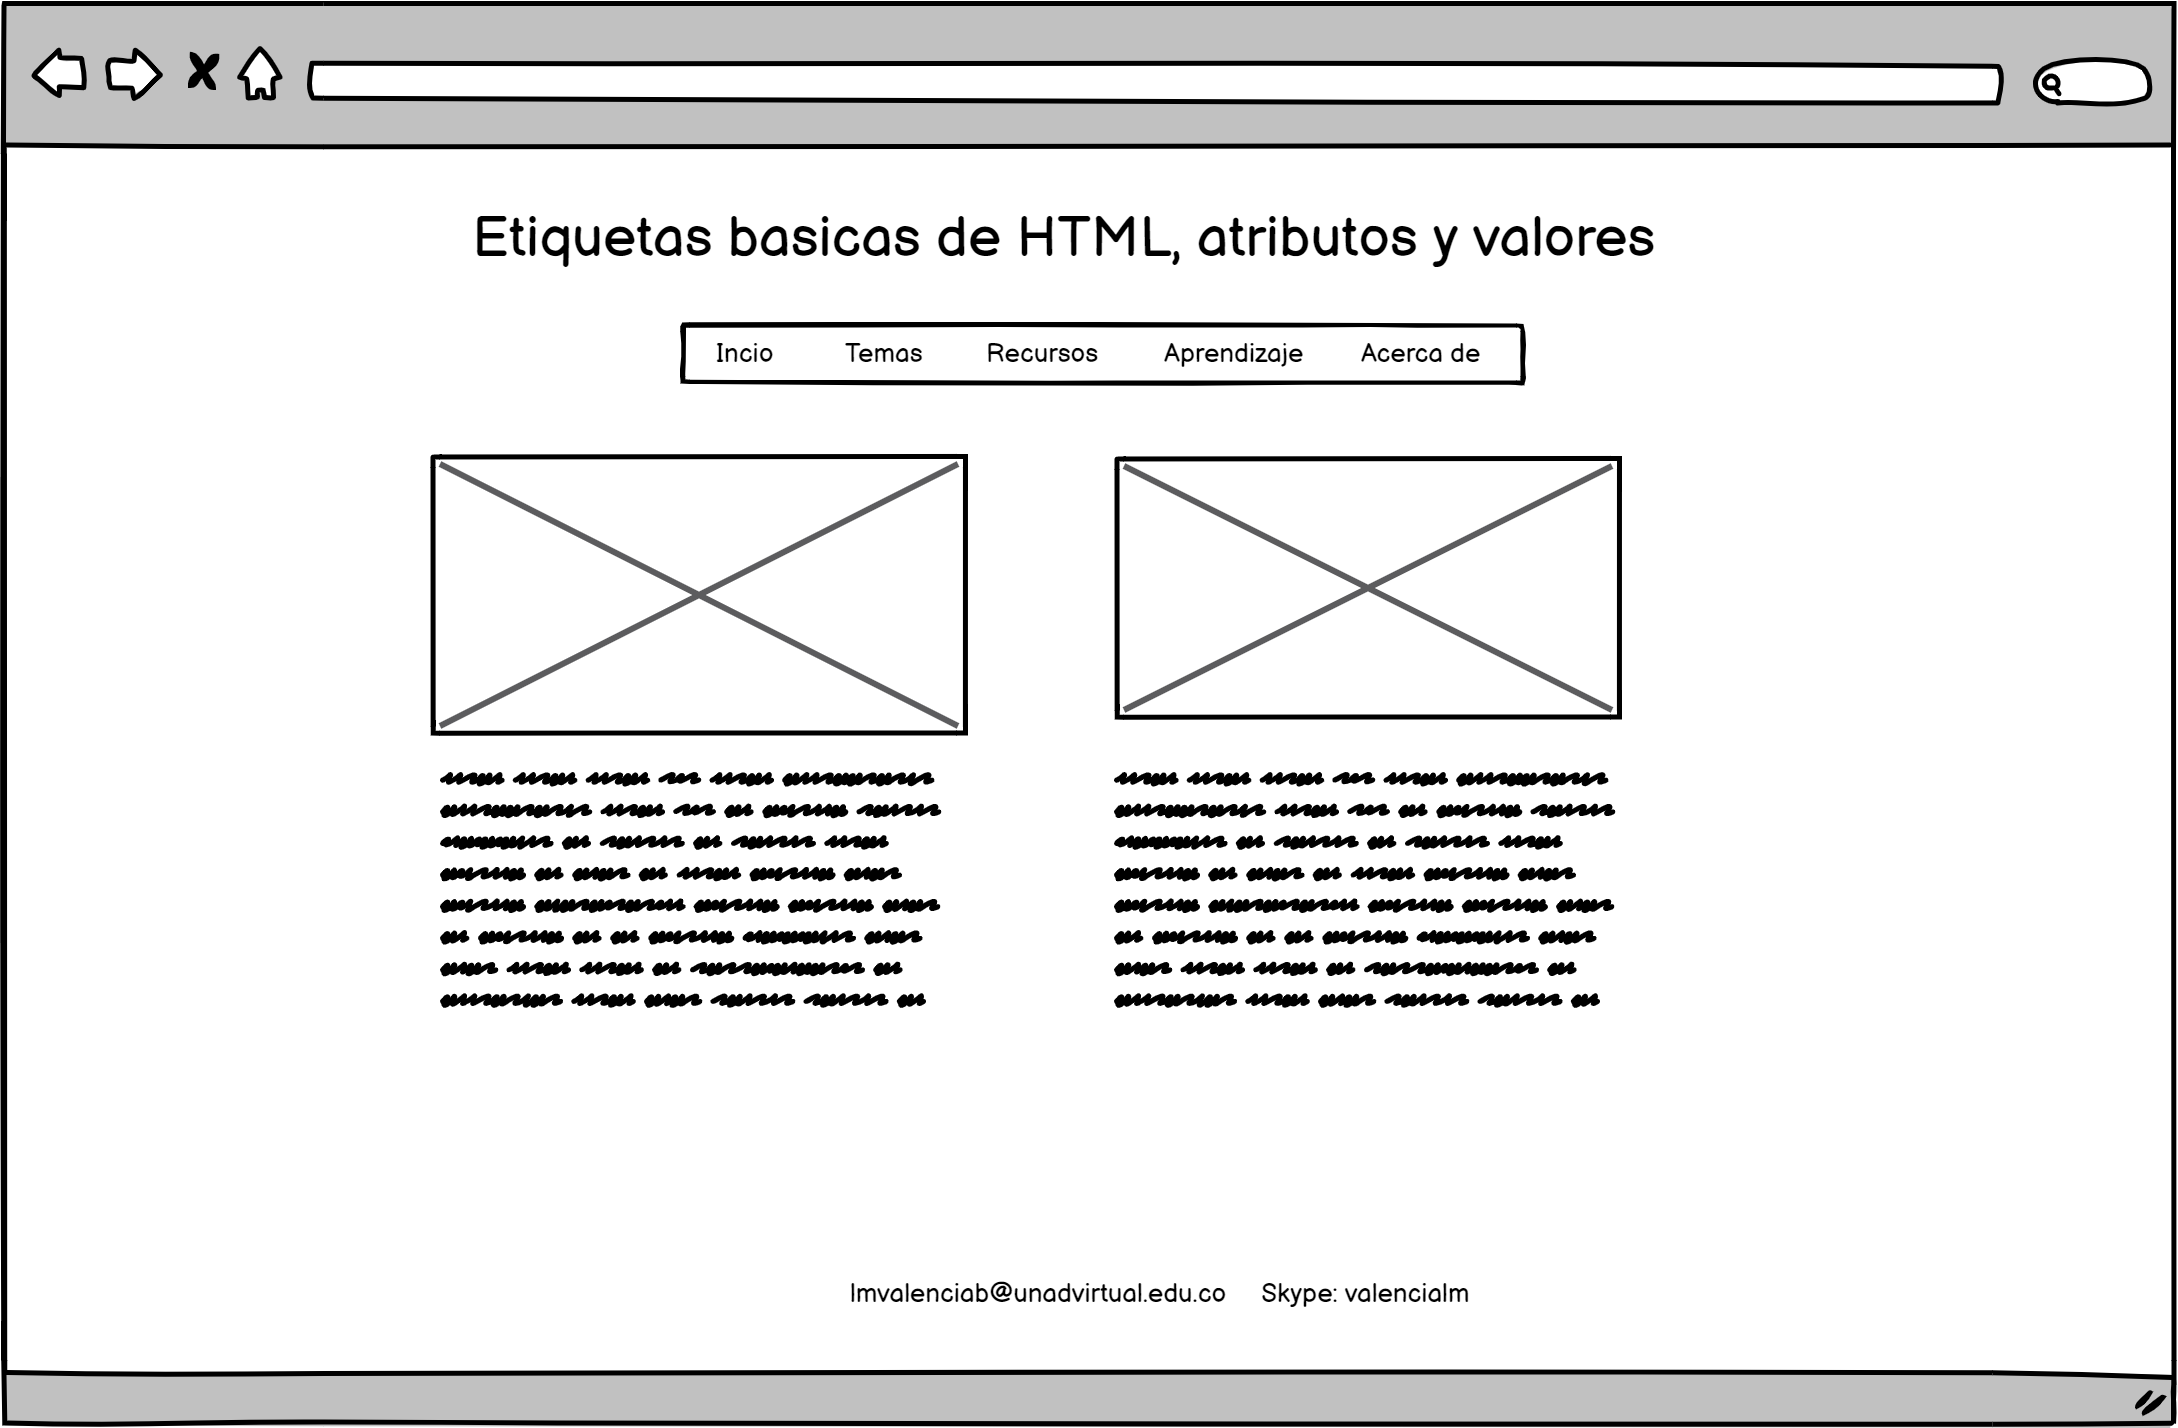 Etiquetas basicas de HTML, atributos y valores
Incio Temas Recursos Aprendizaje Acerca de
lmvalenciab@unadvirtual.edu.co Skype: valencialm